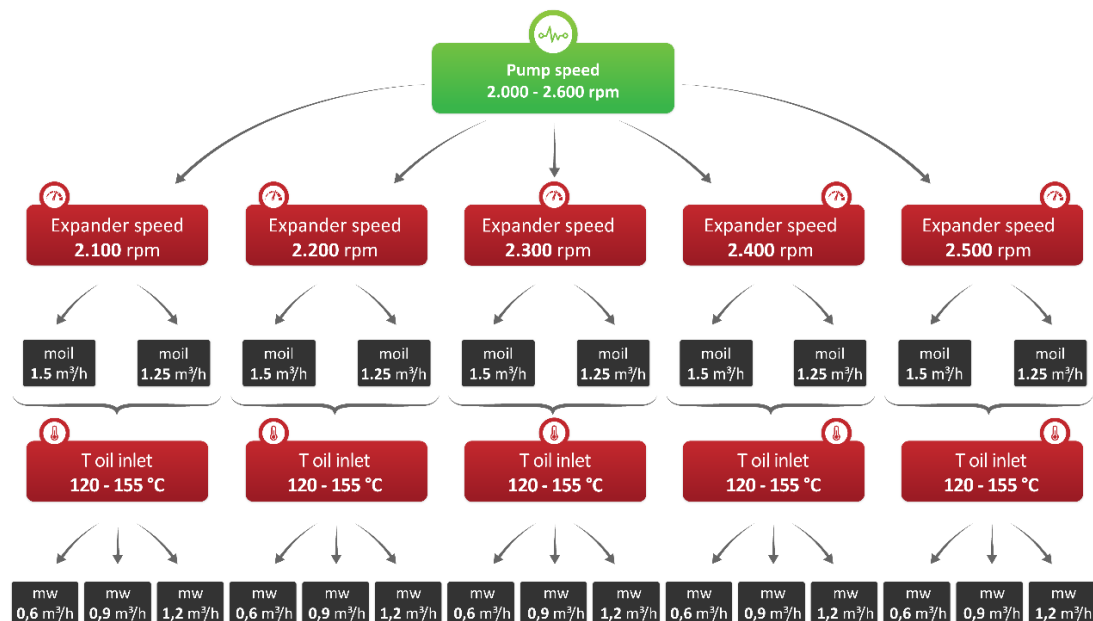 Pump speed
2.000 - 2.600 rpm
Expander speed
2.100 rpm
Expander speed
2.200 rpm
Expander speed
2.300 rpm
Expander speed
2.400 rpm
Expander speed
2.500 rpm
moil
1.5 m³/h
moil
1.25 m³/h
moil
1.5 m³/h
moil
1.25 m³/h
moil
1.5 m³/h
moil
1.25 m³/h
moil
1.5 m³/h
moil
1.25 m³/h
moil
1.5 m³/h
moil
1.25 m³/h
T oil inlet
120 - 155 °C
T oil inlet
120 - 155 °C
T oil inlet
120 - 155 °C
T oil inlet
120 - 155 °C
T oil inlet
120 - 155 °C
mw
0,6 m³/h
mw
0,9 m³/h
mw
1,2 m³/h
mw
0,6 m³/h
mw
0,9 m³/h
mw
1,2 m³/h
mw
0,6 m³/h
mw
0,9 m³/h
mw
1,2 m³/h
mw
0,6 m³/h
mw
0,9 m³/h
mw
1,2 m³/h
mw
0,6 m³/h
mw
0,9 m³/h
mw
1,2 m³/h